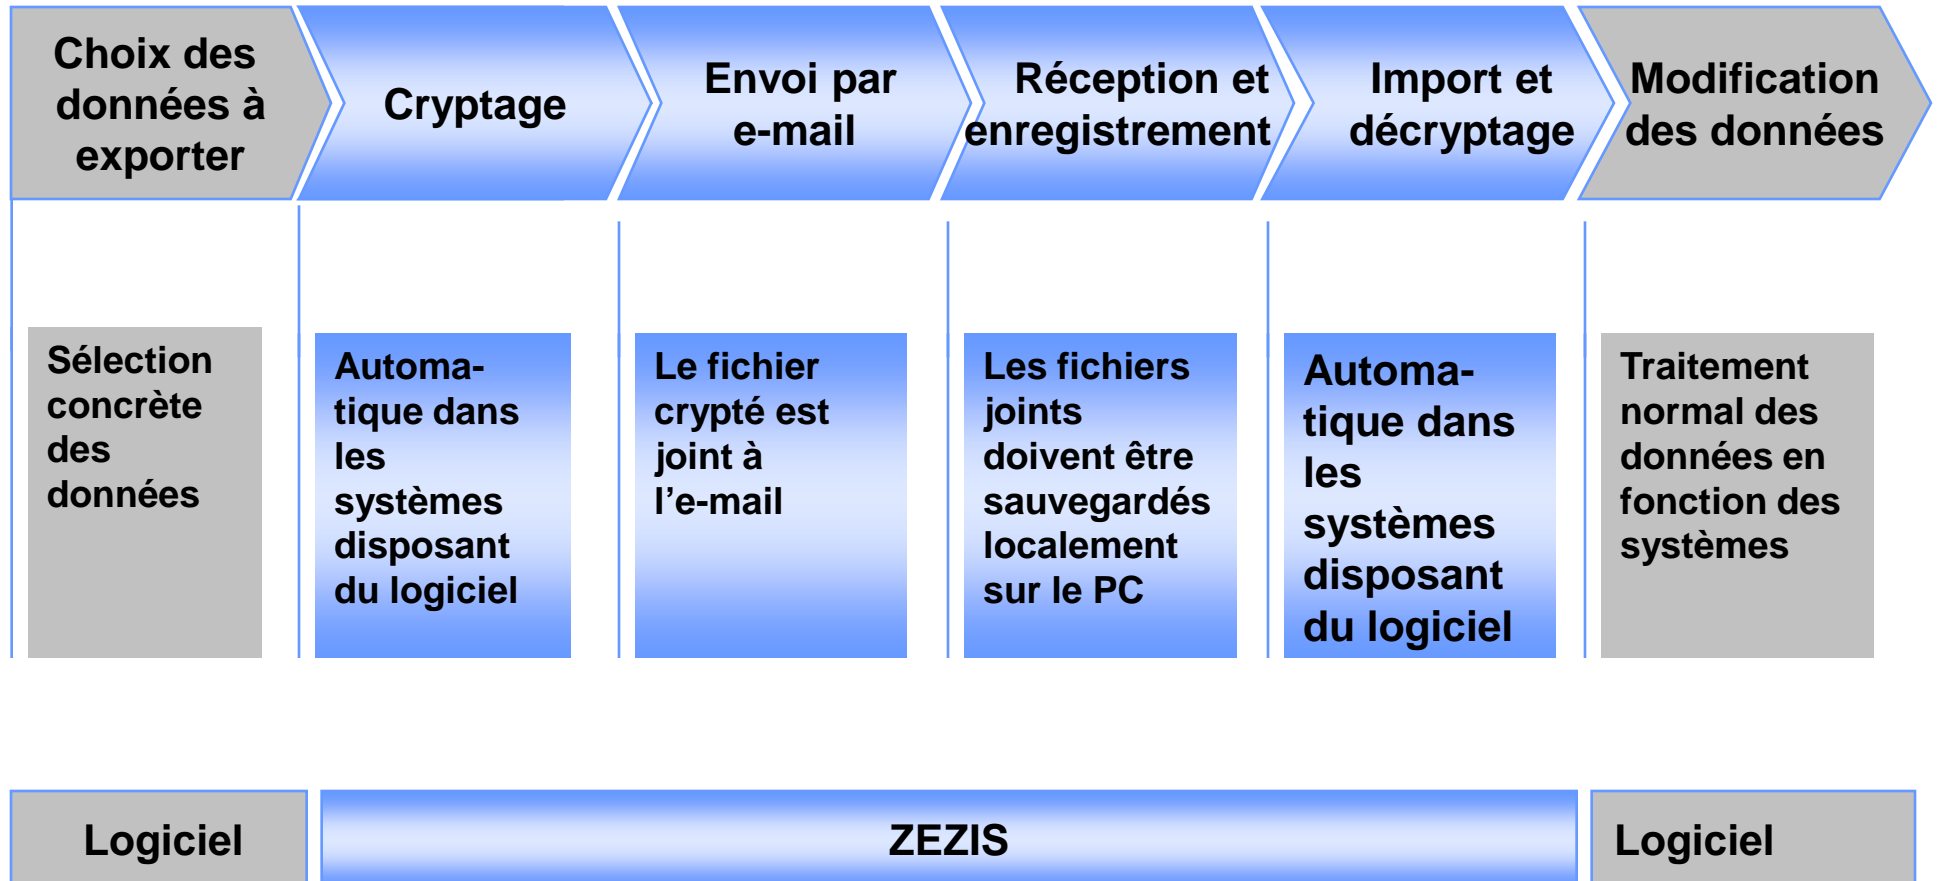 Choix des
données à
exporter
Cryptage
Envoi par
e-mail
Réception et
enregistrement
Import et
décryptage
Modification
des données
Sélection
concrète
des
données
Automa-
tique dans
les
systèmes
disposant
du logiciel
Le fichier
crypté est
joint à
l’e-mail
Les fichiers
joints
doivent être
sauvegardés
localement
sur le PC
Automa-
tique dans
les
systèmes
disposant
du logiciel
Traitement
normal des
données en
fonction des
systèmes
Logiciel
ZEZIS
Logiciel